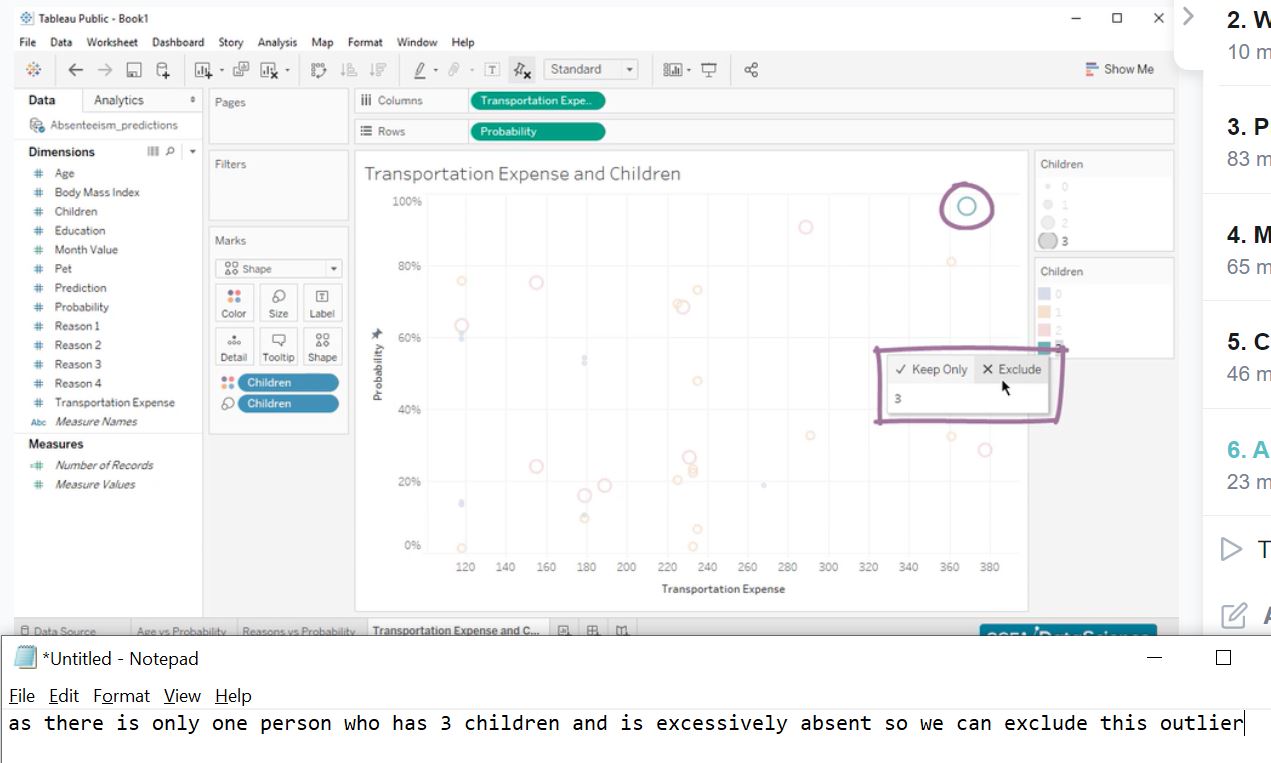 Tableau Public - Book1
File Data Worksheet Dashboard Story Analysis Map Format Window Help
Standard
Show Me
Data Analytics
Absenteeism_predictions
Dimensions
Age
Body Mass Index
Children
Education
Month Value
Pet
Prediction
Probability
Reason 1
Reason 2
Reason 3
Reason 4
Transportation Expense
Abc Measure Names
Measures
Number of Records
Measure Values
Pages
Filters
Marks
Shape
Color Size Label
Detail Tooltip Shape
Children
Children
Columns Transportation Expe..
Rows Probability
Transportation Expense and Children
100%
80%
60%
40%
20%
0%
Probability
120 140 160 180 200 220 240 260 280 300 320 340 360 380
Transportation Expense
Keep Only Exclude
3
Children
0
1
2
3
Children
0
1
2
Data Source Age vs Probability Reasons vs Probability Transportation Expense and C...
2. W
10 m
3. P
83 m
4. M
65 m
5. C
46 m
6. A
23 m
T
A
*Untitled - Notepad
File Edit Format View Help
as there is only one person who has 3 children and is excessively absent so we can exclude this outlier